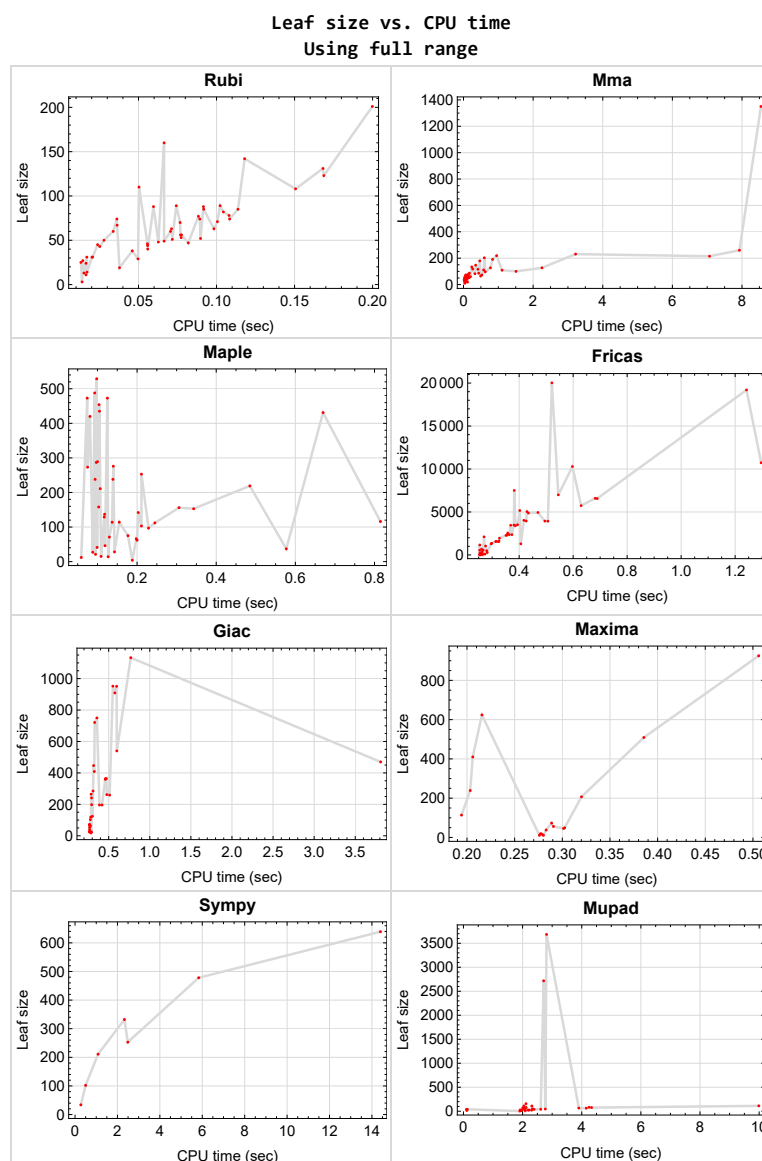 Leaf size vs. CPU time
Using full range
Rubi
Leaf size
200
150
100
50
0
0.05 0.10 0.15 0.20
CPU time (sec)
Mma
Leaf size
1400
1200
1000
800
600
400
200
0
0 2 4 6 8
CPU time (sec)
Maple
Leaf size
500
400
300
200
100
0
0.2 0.4 0.6 0.8
CPU time (sec)
Fricas
Leaf size
20 000
15 000
10 000
5000
0
0.4 0.6 0.8 1.0 1.2
CPU time (sec)
Giac
Leaf size
1000
800
600
400
200
0
0.5 1.0 1.5 2.0 2.5 3.0 3.5
CPU time (sec)
Maxima
Leaf size
800
600
400
200
0
0.20 0.25 0.30 0.35 0.40 0.45 0.50
CPU time (sec)
Sympy
Leaf size
600
500
400
300
200
100
0
0 2 4 6 8 10 12 14
CPU time (sec)
Mupad
Leaf size
3500
3000
2500
2000
1500
1000
500
0
0 2 4 6 8 10
CPU time (sec)